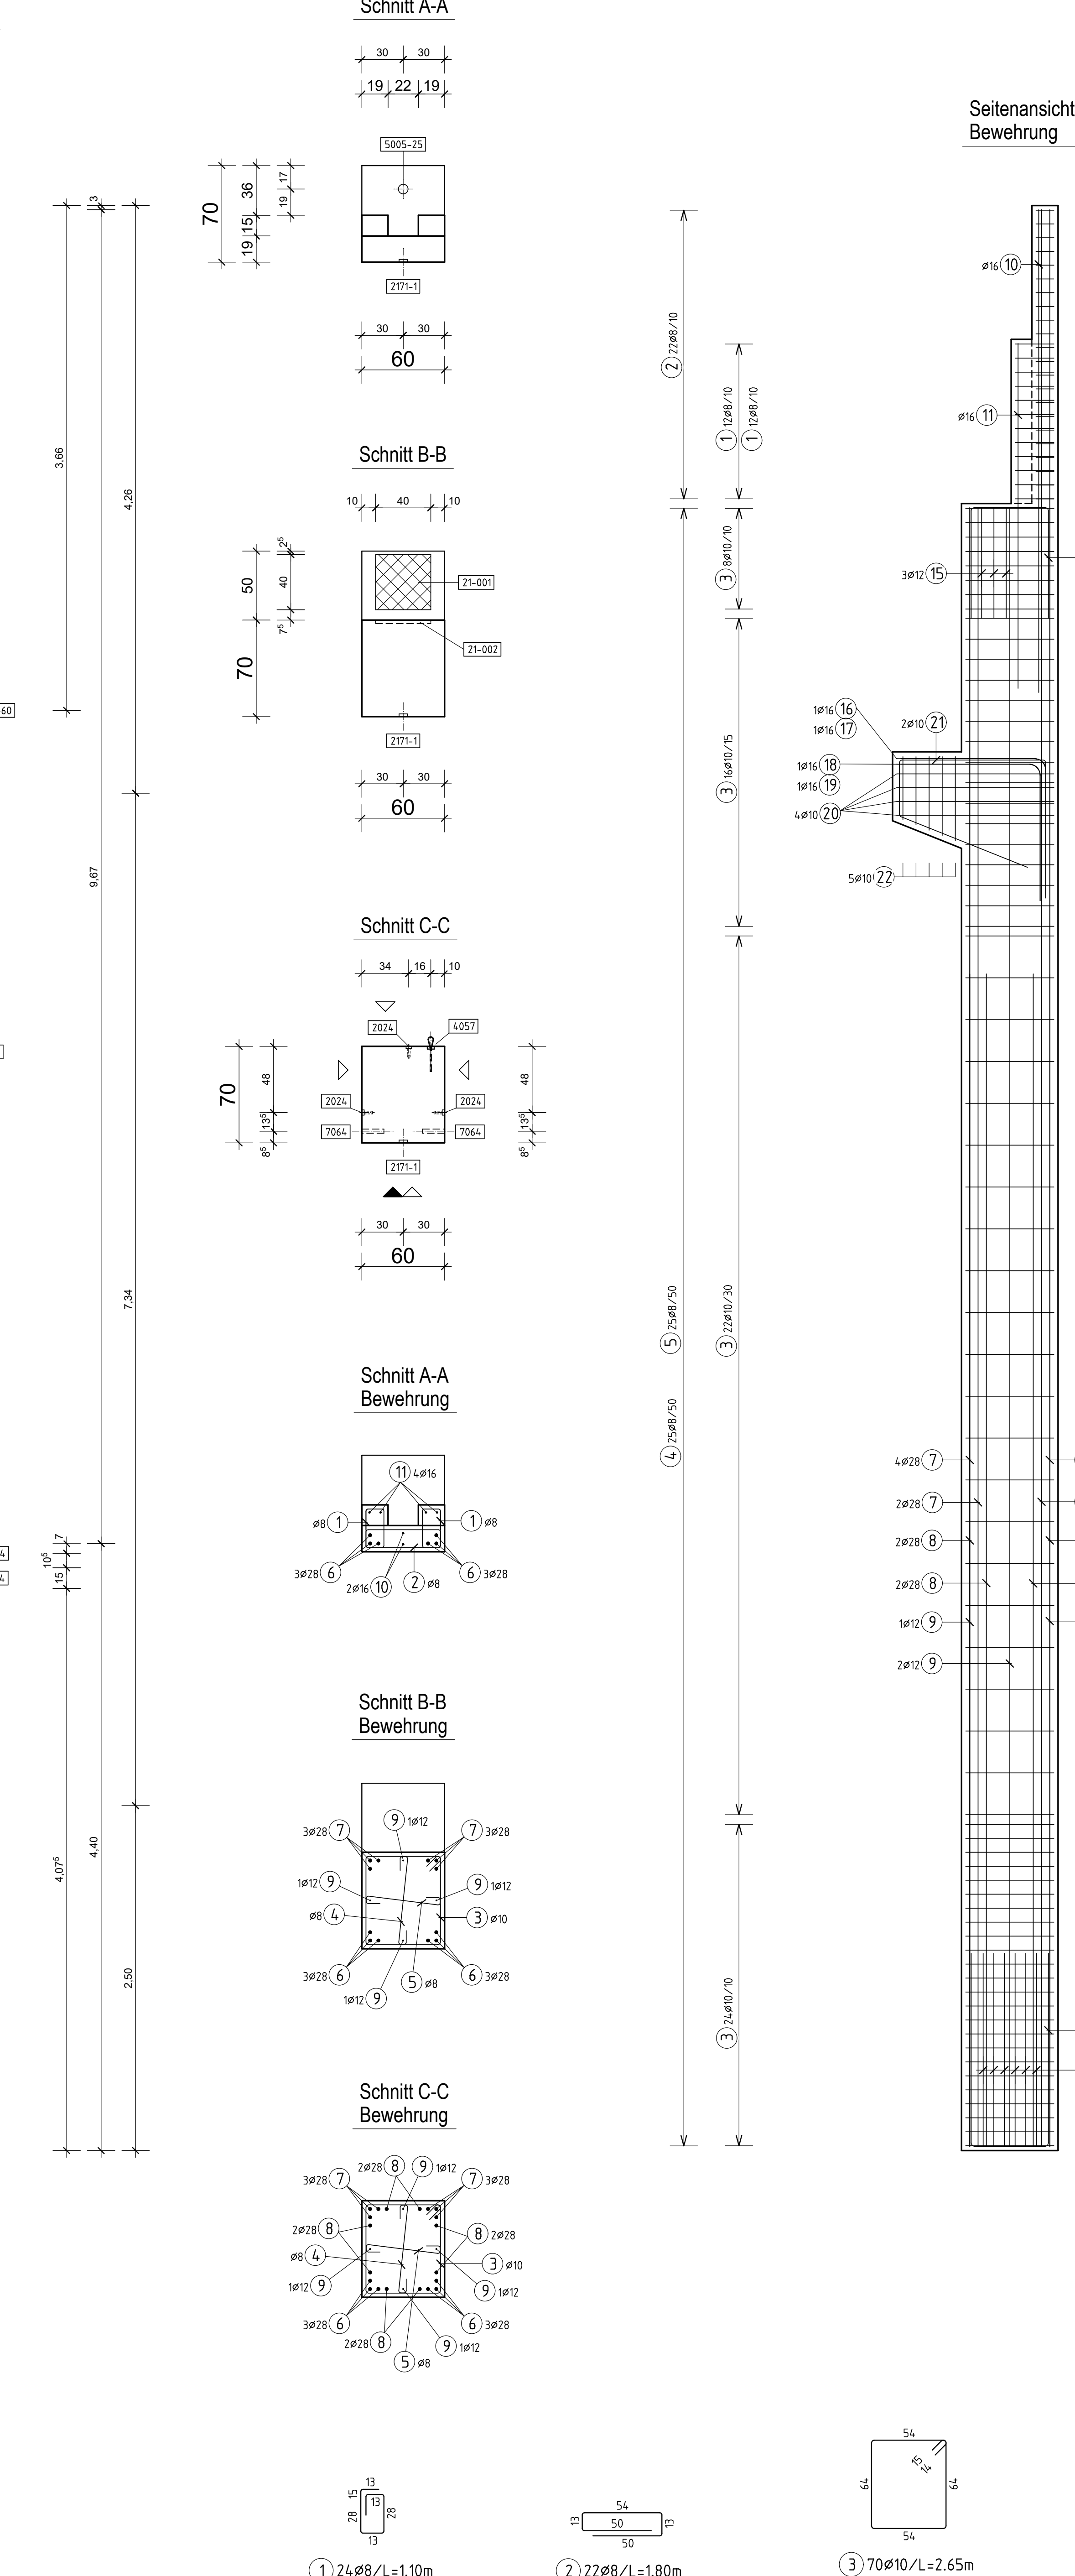 Schnitt A-A
30 30
19 22 19
5005-25
70
36
15
19
17
19
2171-1
30 30
60
Schnitt B-B
10 40 10
50
70
2⁵
40
7⁵
21-001
21-002
2171-1
30 30
60
Schnitt C-C
34 16 10
2024
4057
70
48
13⁵
8⁵
48
13⁵
8⁵
2024
2024
7064
7064
2171-1
30 30
60
Schnitt A-A
Bewehrung
11 4ø16
ø8 1
1 ø8
3ø28 6
2ø16 10
2 ø8
6 3ø28
Schnitt B-B
Bewehrung
9 1ø12
3ø28 7
7 3ø28
1ø12 9
9 1ø12
ø8 4
3 ø10
3ø28 6
6 3ø28
5 ø8
1ø12 9
Schnitt C-C
Bewehrung
2ø28 8
9 1ø12
3ø28 7
7 3ø28
2ø28 8
8 2ø28
ø8 4
3 ø10
1ø12 9
9 1ø12
3ø28 6
6 3ø28
2ø28 8
9 1ø12
5 ø8
3
3,66
4,26
9,67
7,34
7
10⁵
15
4,07⁵
4,40
2,50
60
4
4
2 22ø8/10
1 12ø8/10
1 12ø8/10
3 8ø10/10
3 16ø10/15
5 25ø8/50
4 25ø8/50
3 22ø10/30
3 24ø10/10
Seitenansicht
Bewehrung
ø16 10
ø16 11
3ø12 15
1ø16 16
1ø16 17
2ø10 21
1ø16 18
1ø16 19
4ø10 20
5ø10 22
4ø28 7
2ø28 7
2ø28 8
2ø28 8
1ø12 9
2ø12 9
13
15
13
28
28
13
1 24ø8/L=1.10m
54
13
50
13
50
2 22ø8/L=1.80m
54
15
14
64
64
54
3 70ø10/L=2.65m